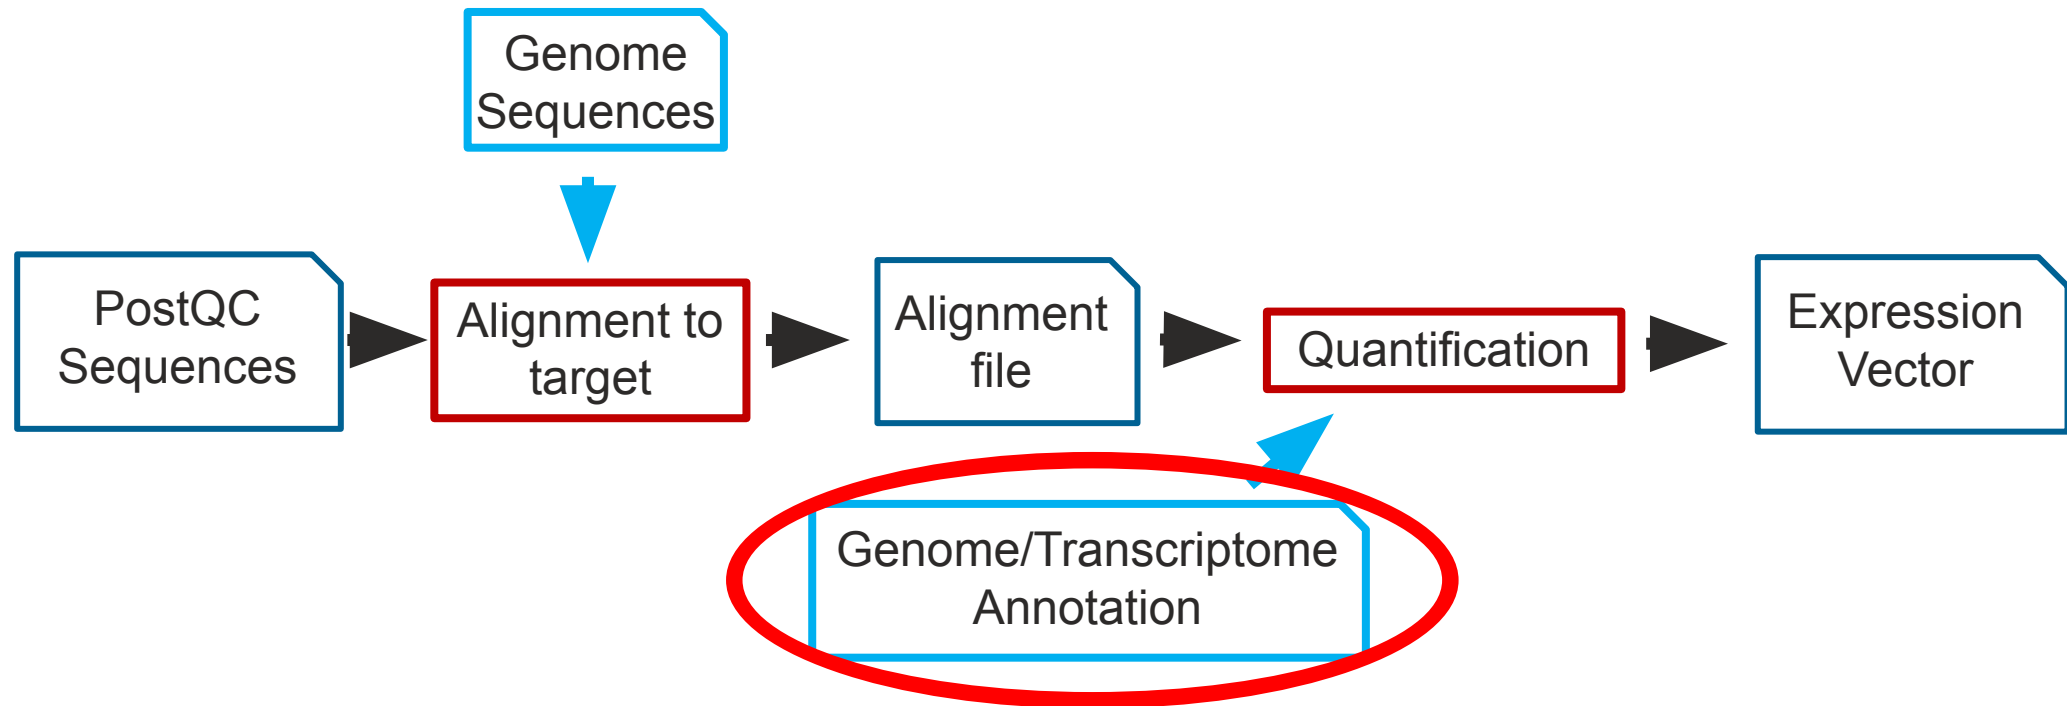 Genome
Sequences
PostQC
Sequences
Alignment to
target
Alignment
file
Quantification
Expression
Vector
Genome/Transcriptome
Annotation